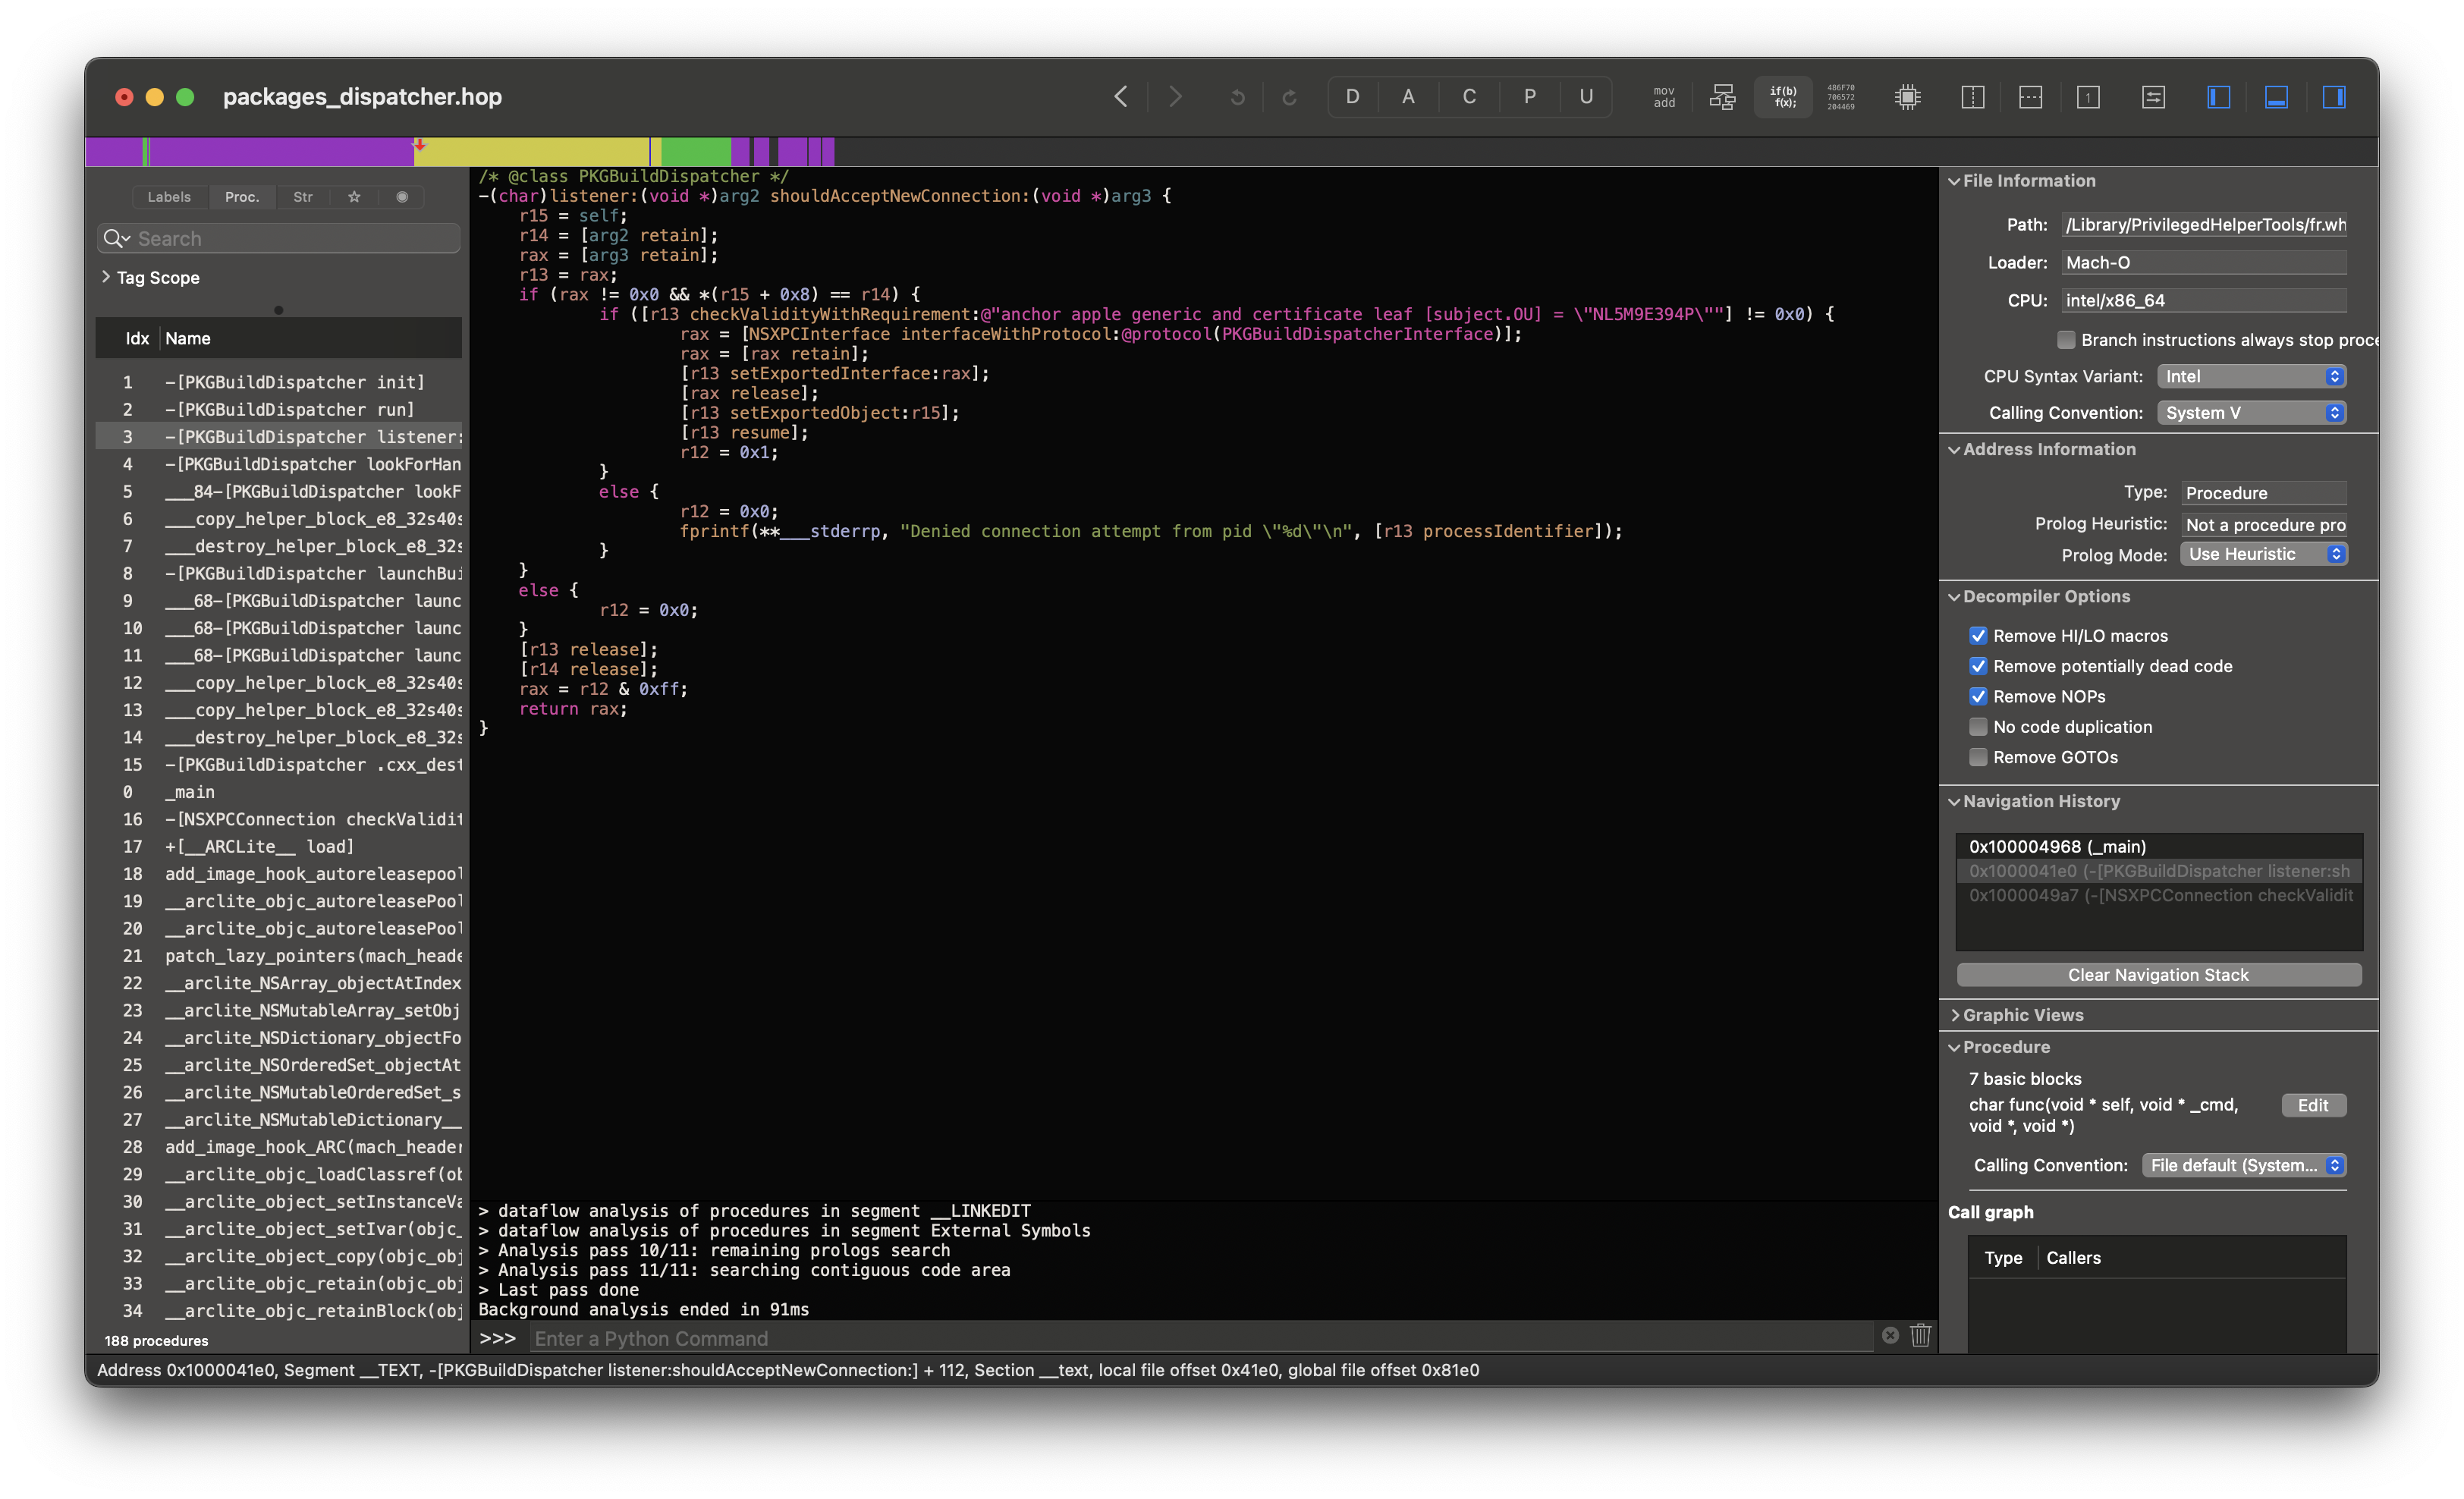 packages_dispatcher.hop
D A C P U
mov
add
if(b)
f(x);
486F70
706572
204469
1
Labels Proc. Str
Search
Tag Scope
Idx Name
1 -[PKGBuildDispatcher init]
2 -[PKGBuildDispatcher run]
3 -[PKGBuildDispatcher listener:
4 -[PKGBuildDispatcher lookForHan
5 ___84-[PKGBuildDispatcher lookF
6 ___copy_helper_block_e8_32s40s
7 ___destroy_helper_block_e8_32s
8 -[PKGBuildDispatcher launchBui
9 ___68-[PKGBuildDispatcher launc
10 ___68-[PKGBuildDispatcher launc
11 ___68-[PKGBuildDispatcher launc
12 ___copy_helper_block_e8_32s40s
13 ___copy_helper_block_e8_32s40s
14 ___destroy_helper_block_e8_32s
15 -[PKGBuildDispatcher .cxx_dest
0 _main
16 -[NSXPCConnection checkValidit
17 +[__ARCLite__ load]
18 add_image_hook_autoreleasepool
19 __arclite_objc_autoreleasePool
20 __arclite_objc_autoreleasePool
21 patch_lazy_pointers(mach_heade
22 __arclite_NSArray_objectAtIndex
23 __arclite_NSMutableArray_setObj
24 __arclite_NSDictionary_objectFo
25 __arclite_NSOrderedSet_objectAt
26 __arclite_NSMutableOrderedSet_s
27 __arclite_NSMutableDictionary__
28 add_image_hook_ARC(mach_header
29 __arclite_objc_loadClassref(ob
30 __arclite_object_setInstanceVa
31 __arclite_object_setIvar(objc_
32 __arclite_object_copy(objc_obj
33 __arclite_objc_retain(objc_obj
34 __arclite_objc_retainBlock(obj
188 procedures
/* @class PKGBuildDispatcher */
-(char)listener:(void *)arg2 shouldAcceptNewConnection:(void *)arg3 {
r15 = self;
r14 = [arg2 retain];
rax = [arg3 retain];
r13 = rax;
if (rax != 0x0 && *(r15 + 0x8) == r14) {
if ([r13 checkValidityWithRequirement:@"anchor apple generic and certificate leaf [subject.OU] = \"NL5M9E394P\""] != 0x0) {
rax = [NSXPCInterface interfaceWithProtocol:@protocol(PKGBuildDispatcherInterface)];
rax = [rax retain];
[r13 setExportedInterface:rax];
[rax release];
[r13 setExportedObject:r15];
[r13 resume];
r12 = 0x1;
}
else {
r12 = 0x0;
fprintf(**___stderrp, "Denied connection attempt from pid \"%d\"\n", [r13 processIdentifier]);
}
}
else {
r12 = 0x0;
}
[r13 release];
[r14 release];
rax = r12 & 0xff;
return rax;
}
> dataflow analysis of procedures in segment __LINKEDIT
> dataflow analysis of procedures in segment External Symbols
> Analysis pass 10/11: remaining prologs search
> Analysis pass 11/11: searching contiguous code area
> Last pass done
Background analysis ended in 91ms
>>> Enter a Python Command
File Information
Path: /Library/PrivilegedHelperTools/fr.wh
Loader: Mach-O
CPU: intel/x86_64
Branch instructions always stop proce
CPU Syntax Variant: Intel
Calling Convention: System V
Address Information
Type: Procedure
Prolog Heuristic: Not a procedure pro
Prolog Mode: Use Heuristic
Decompiler Options
Remove HI/LO macros
Remove potentially dead code
Remove NOPs
No code duplication
Remove GOTOs
Navigation History
0x100004968 (_main)
0x1000041e0 (-[PKGBuildDispatcher listener:sh
0x1000049a7 (-[NSXPCConnection checkValidit
Clear Navigation Stack
Graphic Views
Procedure
7 basic blocks
char func(void * self, void * _cmd,
void *, void *)
Edit
Calling Convention: File default (System...
Call graph
Type Callers
Address 0x1000041e0, Segment __TEXT, -[PKGBuildDispatcher listener:shouldAcceptNewConnection:] + 112, Section __text, local file offset 0x41e0, global file offset 0x81e0